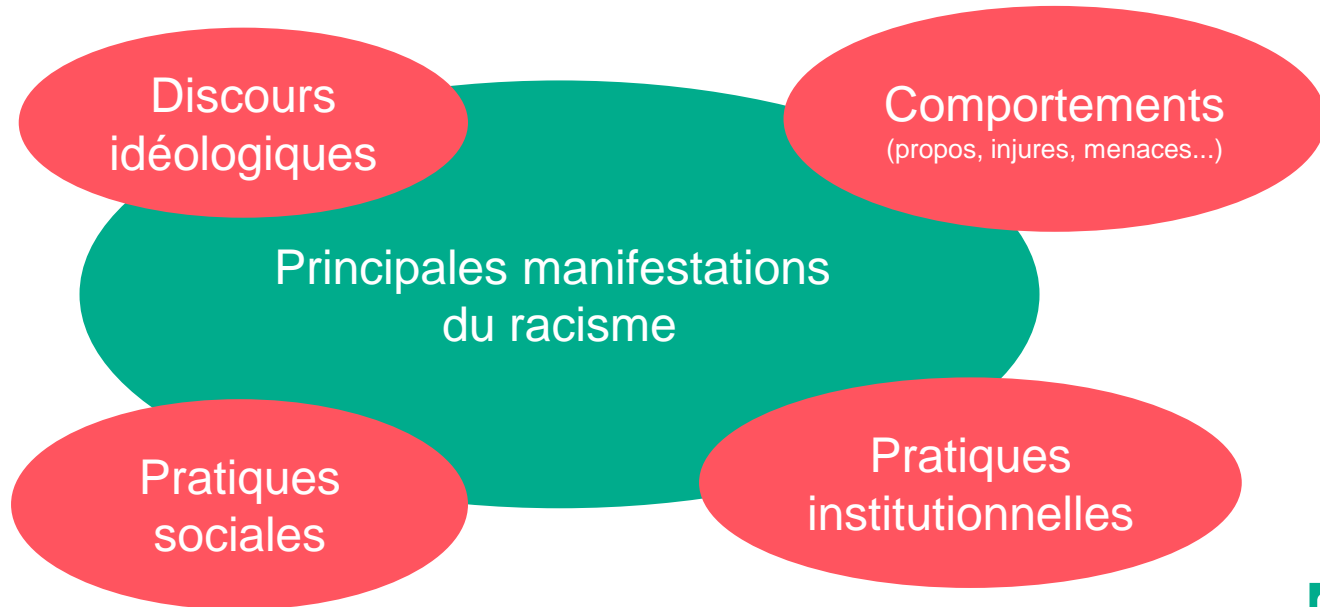 Discours
idéologiques
Comportements
(propos, injures, menaces...)
Principales manifestations
du racisme
Pratiques
sociales
Pratiques
institutionnelles